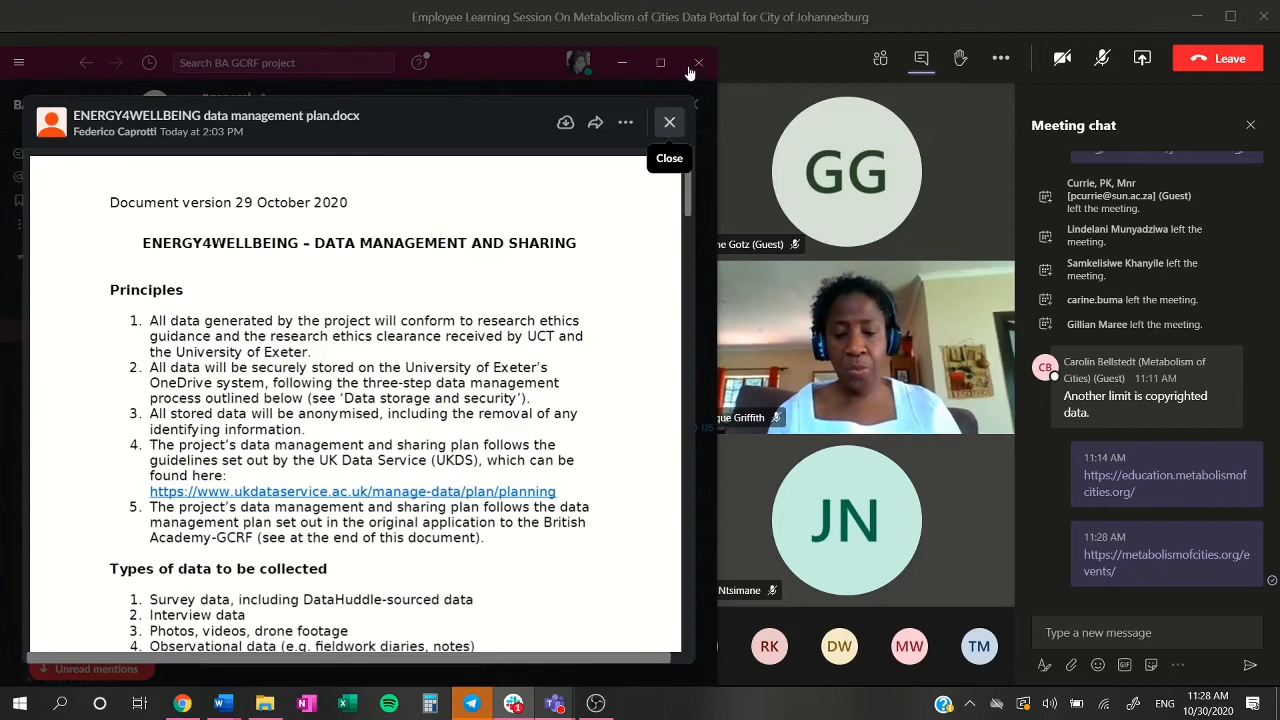 Employee Learning Session On Metabolism of Cities Data Portal for City of Johannesburg
Search BA GCRF project
ENERGY4WELLBEING data management plan.docx
Federico Caprotti Today at 2:03 PM
Close
Document version 29 October 2020
ENERGY4WELLBEING – DATA MANAGEMENT AND SHARING
Principles
1. All data generated by the project will conform to research ethics
guidance and the research ethics clearance received by UCT and
the University of Exeter.
2. All data will be securely stored on the University of Exeter’s
OneDrive system, following the three-step data management
process outlined below (see ‘Data storage and security’).
3. All stored data will be anonymised, including the removal of any
identifying information.
4. The project’s data management and sharing plan follows the
guidelines set out by the UK Data Service (UKDS), which can be
found here:
https://www.ukdataservice.ac.uk/manage-data/plan/planning
5. The project’s data management and sharing plan follows the data
management plan set out in the original application to the British
Academy-GCRF (see at the end of this document).
Types of data to be collected
1. Survey data, including DataHuddle-sourced data
2. Interview data
3. Photos, videos, drone footage
4. Observational data (e.g. fieldwork diaries, notes)
Unread mentions
Leave
GG
ne Gotz (Guest)
que Griffith
JN
Ntsimane
RK
DW
MW
TM
Meeting chat
Currie, PK, Mnr
[pcurrie@sun.ac.za] (Guest)
left the meeting.
Lindelani Munyadziwa left the
meeting.
Samkelisiwe Khanyile left the
meeting.
carine.buma left the meeting.
Gillian Maree left the meeting.
CB
Carolin Bellstedt (Metabolism of
Cities) (Guest) 11:11 AM
Another limit is copyrighted
data.
11:14 AM
https://education.metabolismof
cities.org/
11:28 AM
https://metabolismofcities.org/e
vents/
Type a new message
GIF
ENG
11:28 AM
10/30/2020